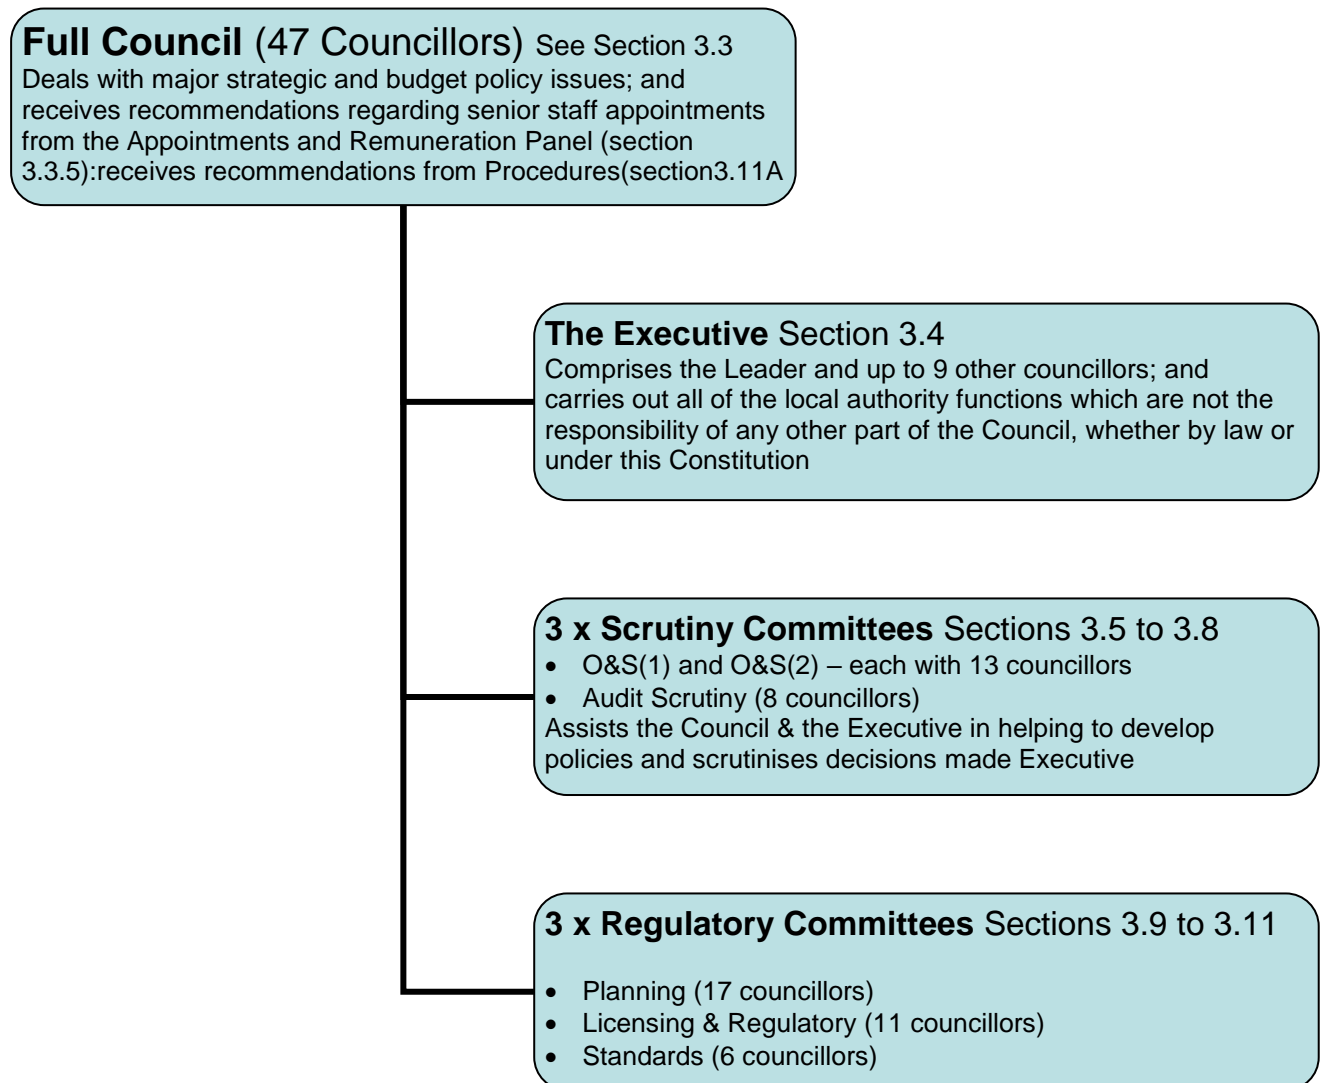 Full Council (47 Councillors) See Section 3.3
Deals with major strategic and budget policy issues; and
receives recommendations regarding senior staff appointments
from the Appointments and Remuneration Panel (section
3.3.5):receives recommendations from Procedures(section3.11A
The Executive Section 3.4
Comprises the Leader and up to 9 other councillors; and
carries out all of the local authority functions which are not the
responsibility of any other part of the Council, whether by law or
under this Constitution
3 x Scrutiny Committees Sections 3.5 to 3.8
• O&S(1) and O&S(2) – each with 13 councillors
• Audit Scrutiny (8 councillors)
Assists the Council & the Executive in helping to develop
policies and scrutinises decisions made Executive
3 x Regulatory Committees Sections 3.9 to 3.11
• Planning (17 councillors)
• Licensing & Regulatory (11 councillors)
• Standards (6 councillors)